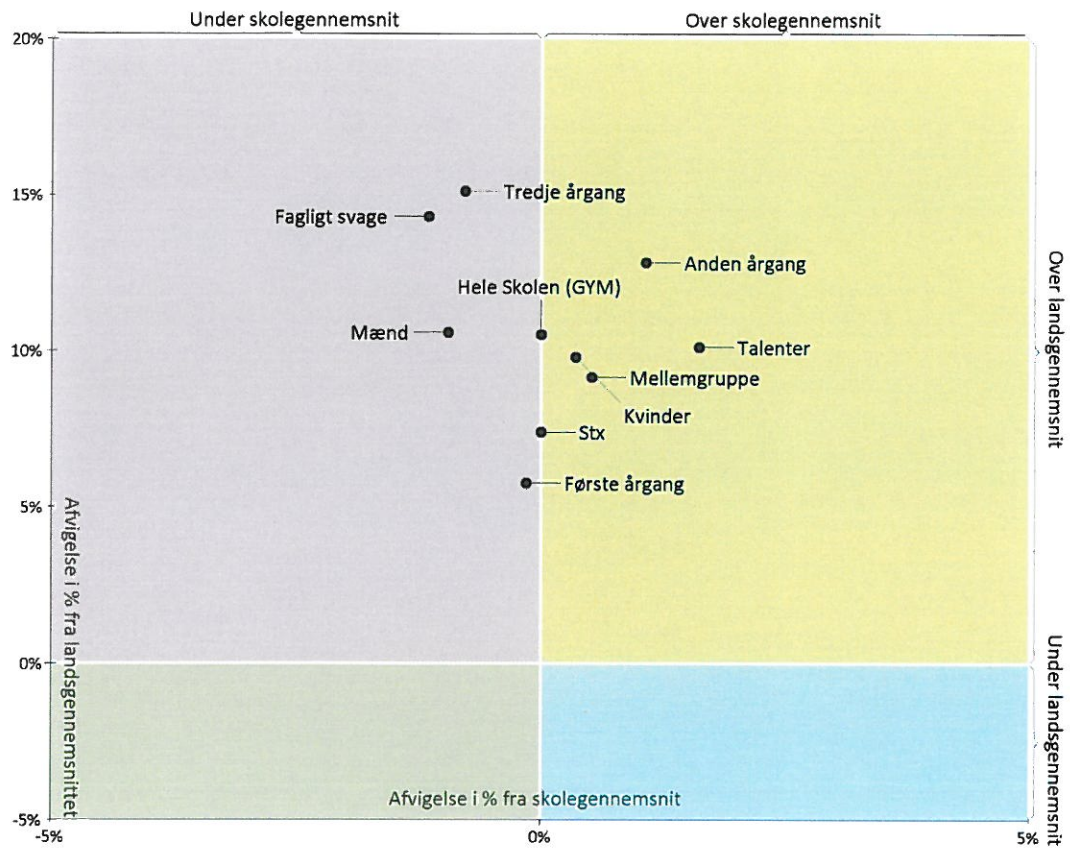 Under skolegennemsnit
Over skolegennemsnit
20%
15%
10%
5%
0%
-5%
Tredje årgang
Fagligt svage
Anden årgang
Hele Skolen (GYM)
Mænd
Talenter
Mellemgruppe
Kvinder
Stx
Første årgang
Afvigelse i % fra landsgennemsnittet
Over landsgennemsnit
Under landsgennemsnit
Afvigelse i % fra skolegennemsnit
-5%
0%
5%